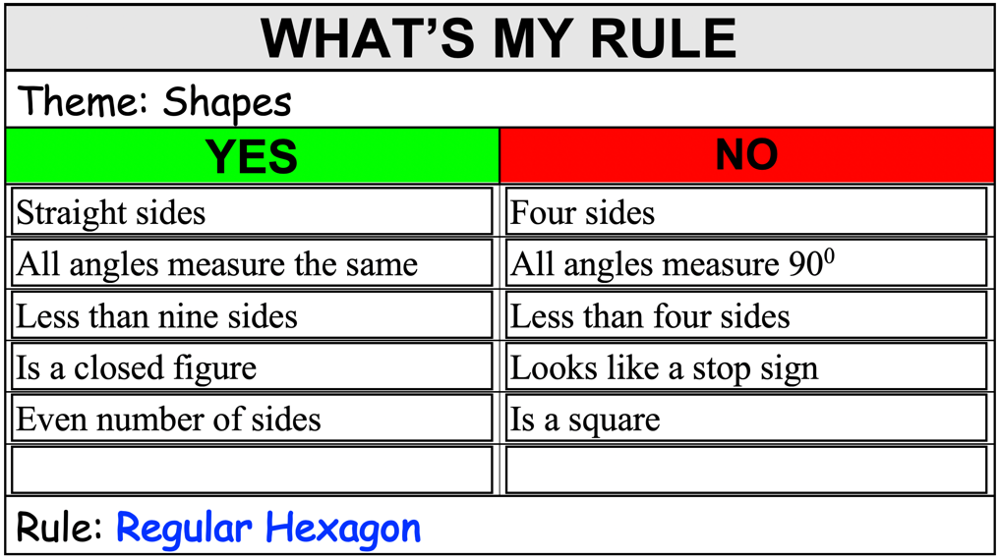 WHAT’S MY RULE
Theme: Shapes
YES NO
Straight sides Four sides
All angles measure the same All angles measure 90⁰
Less than nine sides Less than four sides
Is a closed figure Looks like a stop sign
Even number of sides Is a square
Rule: Regular Hexagon